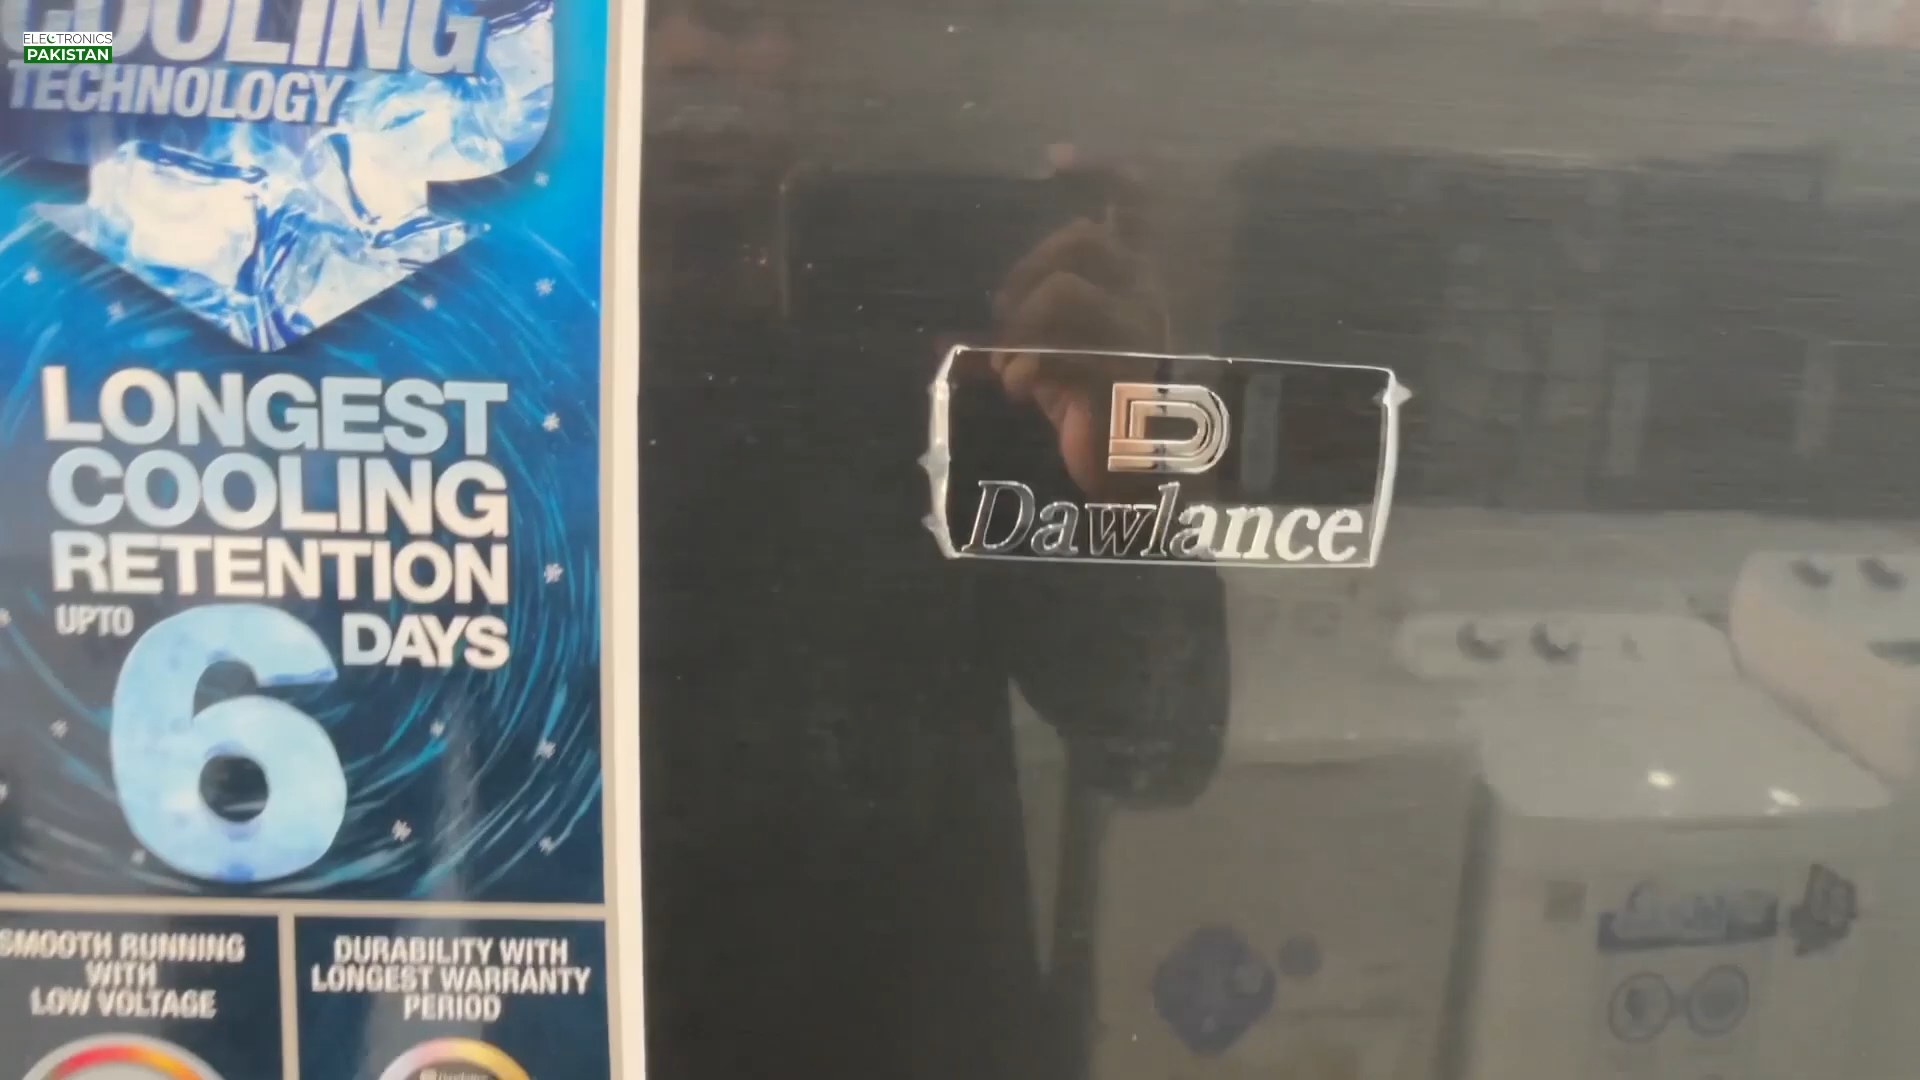 ELECTRONICS
PAKISTAN
COOLING
TECHNOLOGY
LONGEST
COOLING
RETENTION
UPTO
6
DAYS
SMOOTH RUNNING
WITH
LOW VOLTAGE
DURABILITY WITH
LONGEST WARRANTY
PERIOD
D
Dawlance